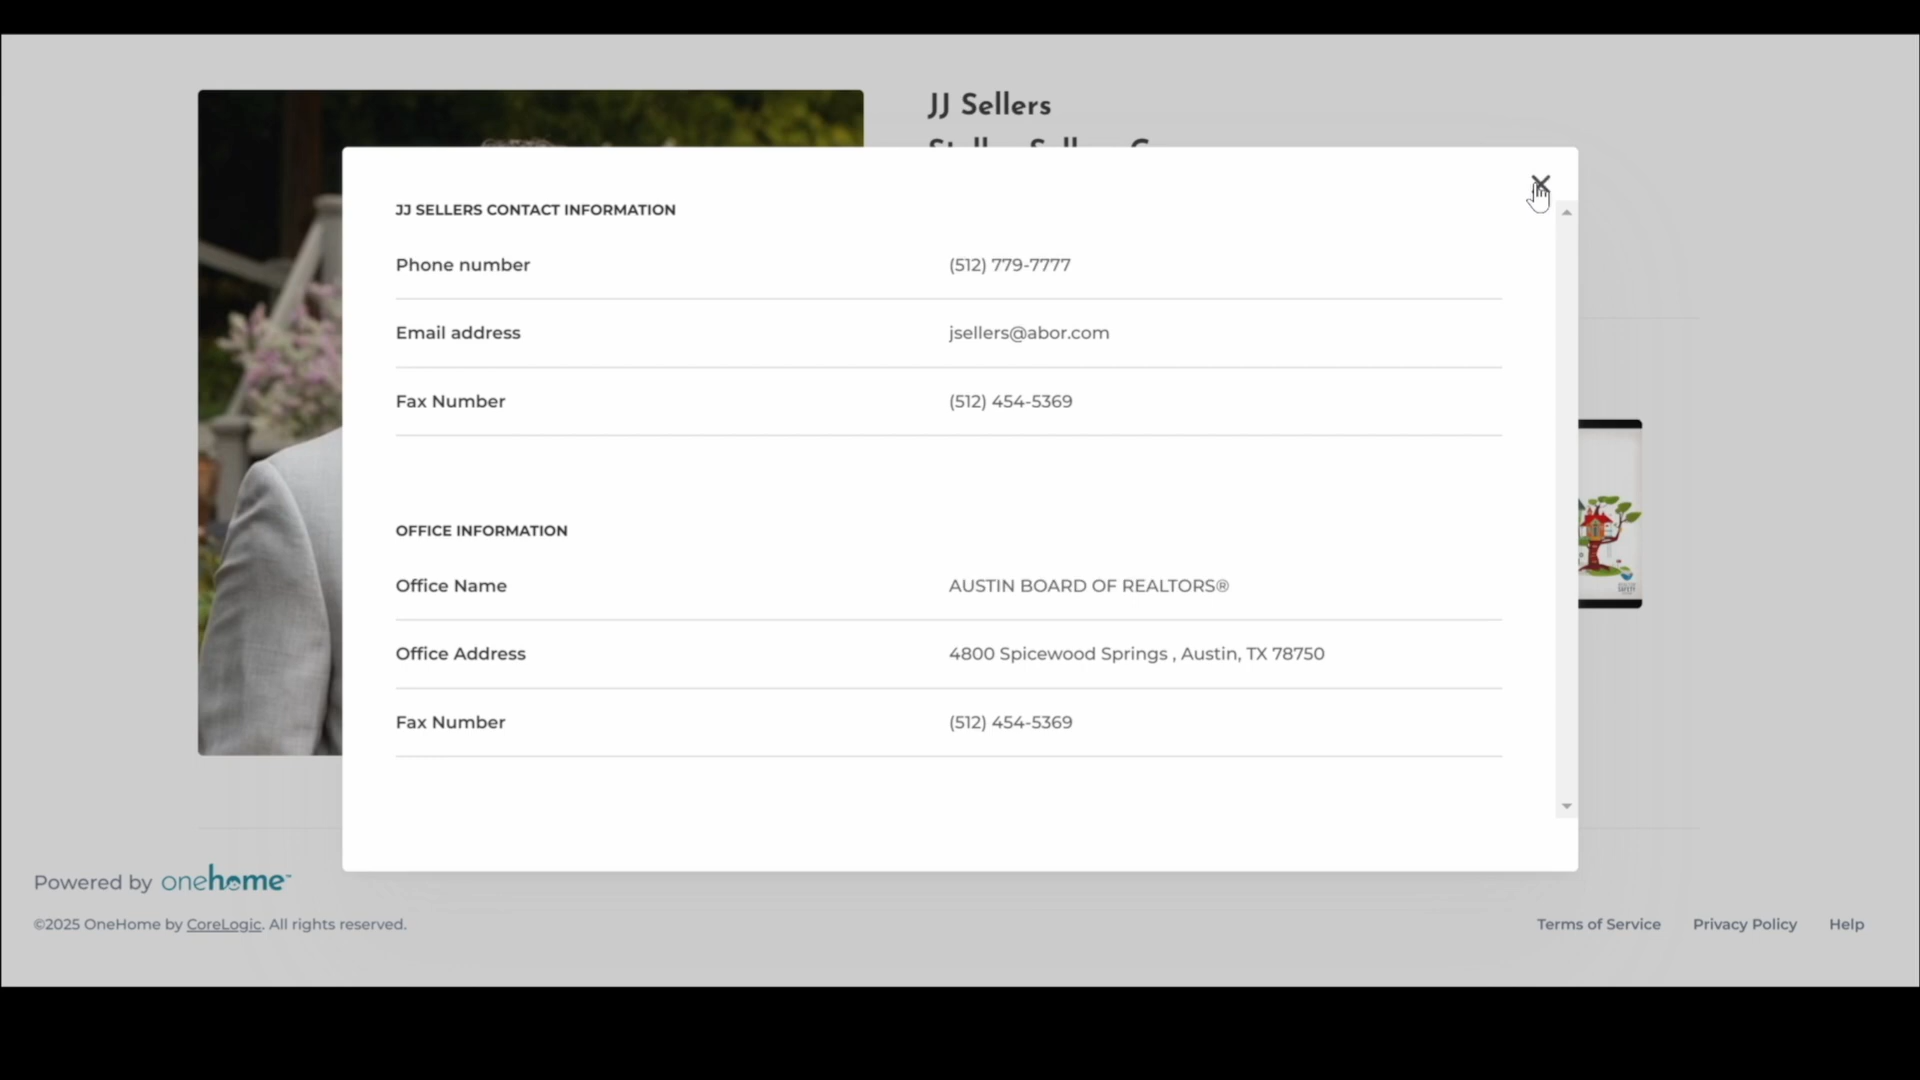 JJ Sellers
JJ SELLERS CONTACT INFORMATION
Phone number (512) 779-7777
Email address jsellers@abor.com
Fax Number (512) 454-5369
OFFICE INFORMATION
Office Name AUSTIN BOARD OF REALTORS®
Office Address 4800 Spicewood Springs , Austin, TX 78750
Fax Number (512) 454-5369
Powered by onehome™
©2025 OneHome by CoreLogic. All rights reserved.
Terms of Service Privacy Policy Help